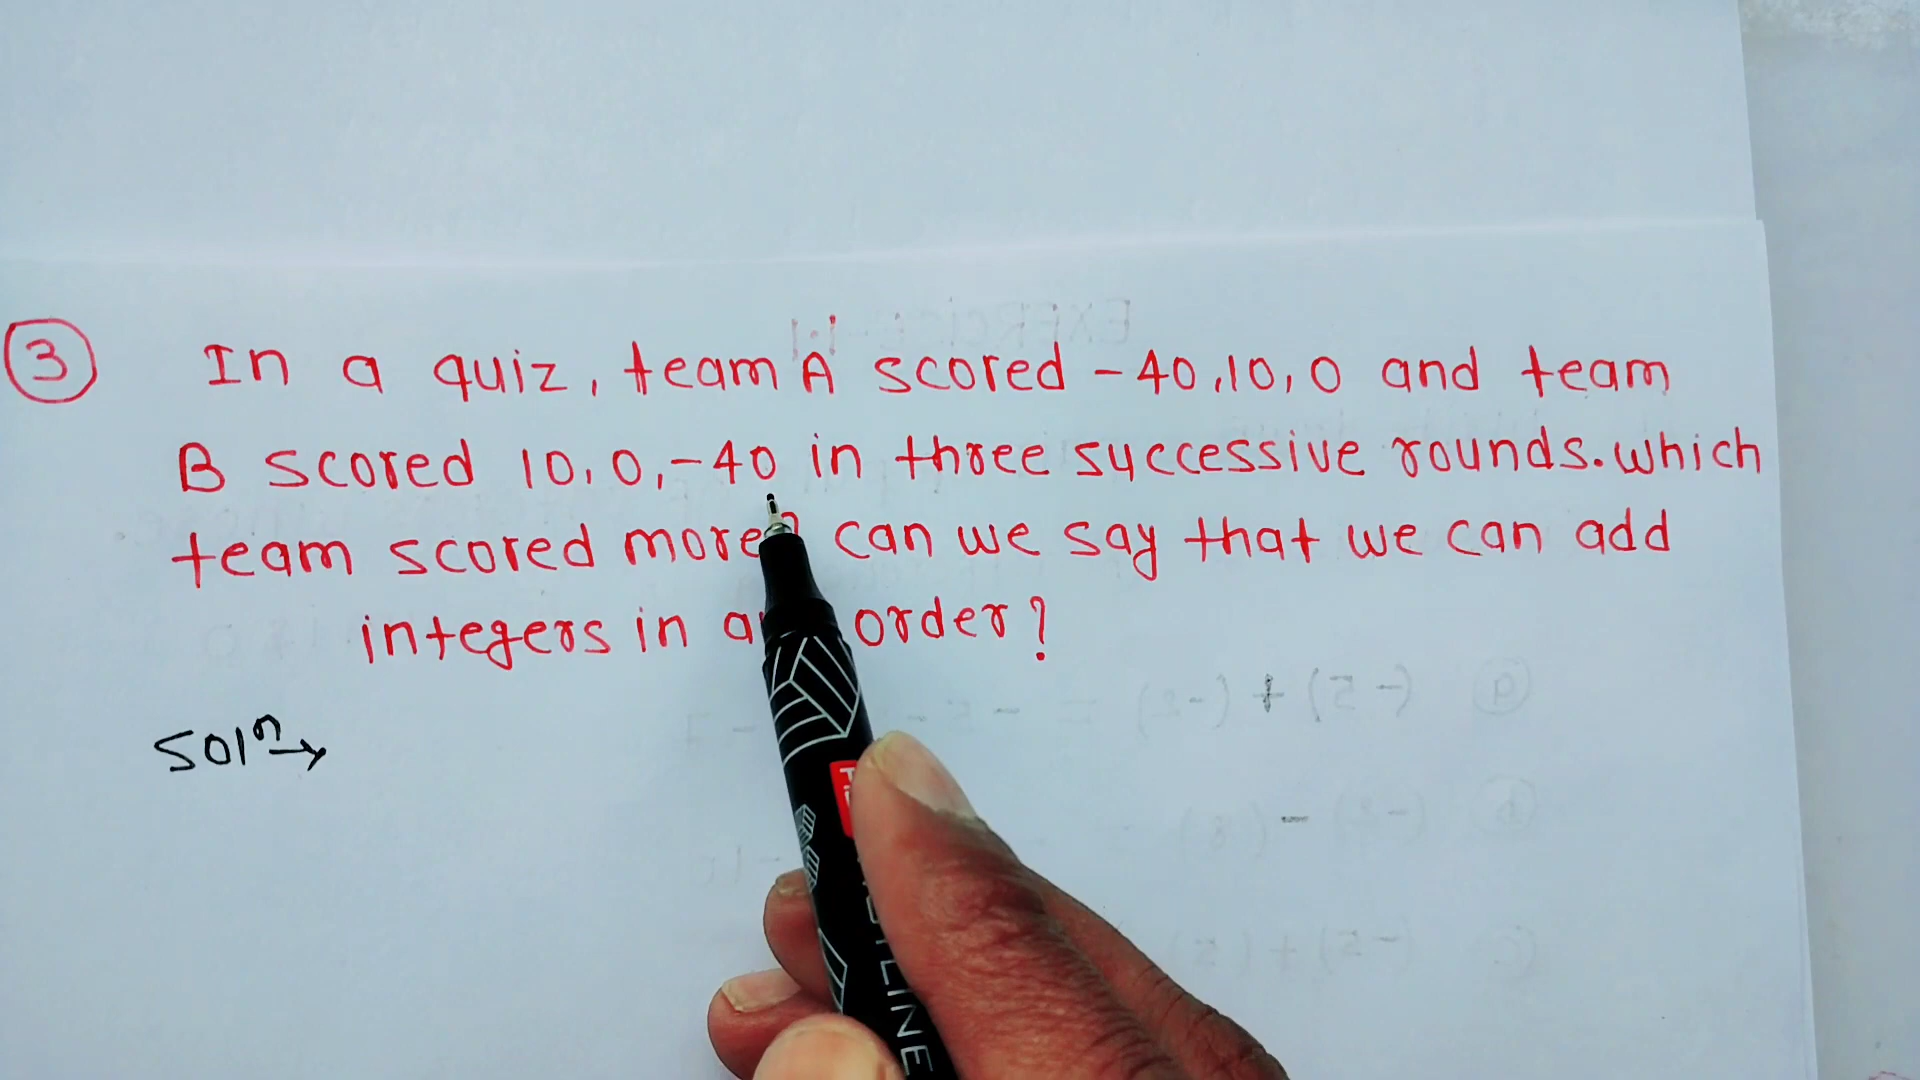 3 In a quiz, team A scored -40,10,0 and team
B scored 10,0,-40 in three successive rounds. which
team scored more? can we say that we can add
integers in order?
Solⁿ→